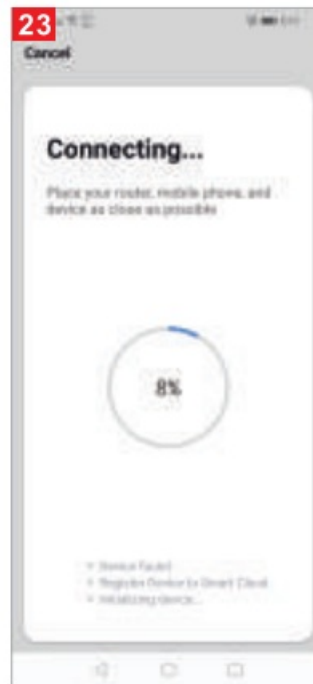 23
Cancel
Connecting...
Place your router, mobile phone, and
device as close as possible
8%
Device found
Register Device to Smart Cloud
Initializing device...